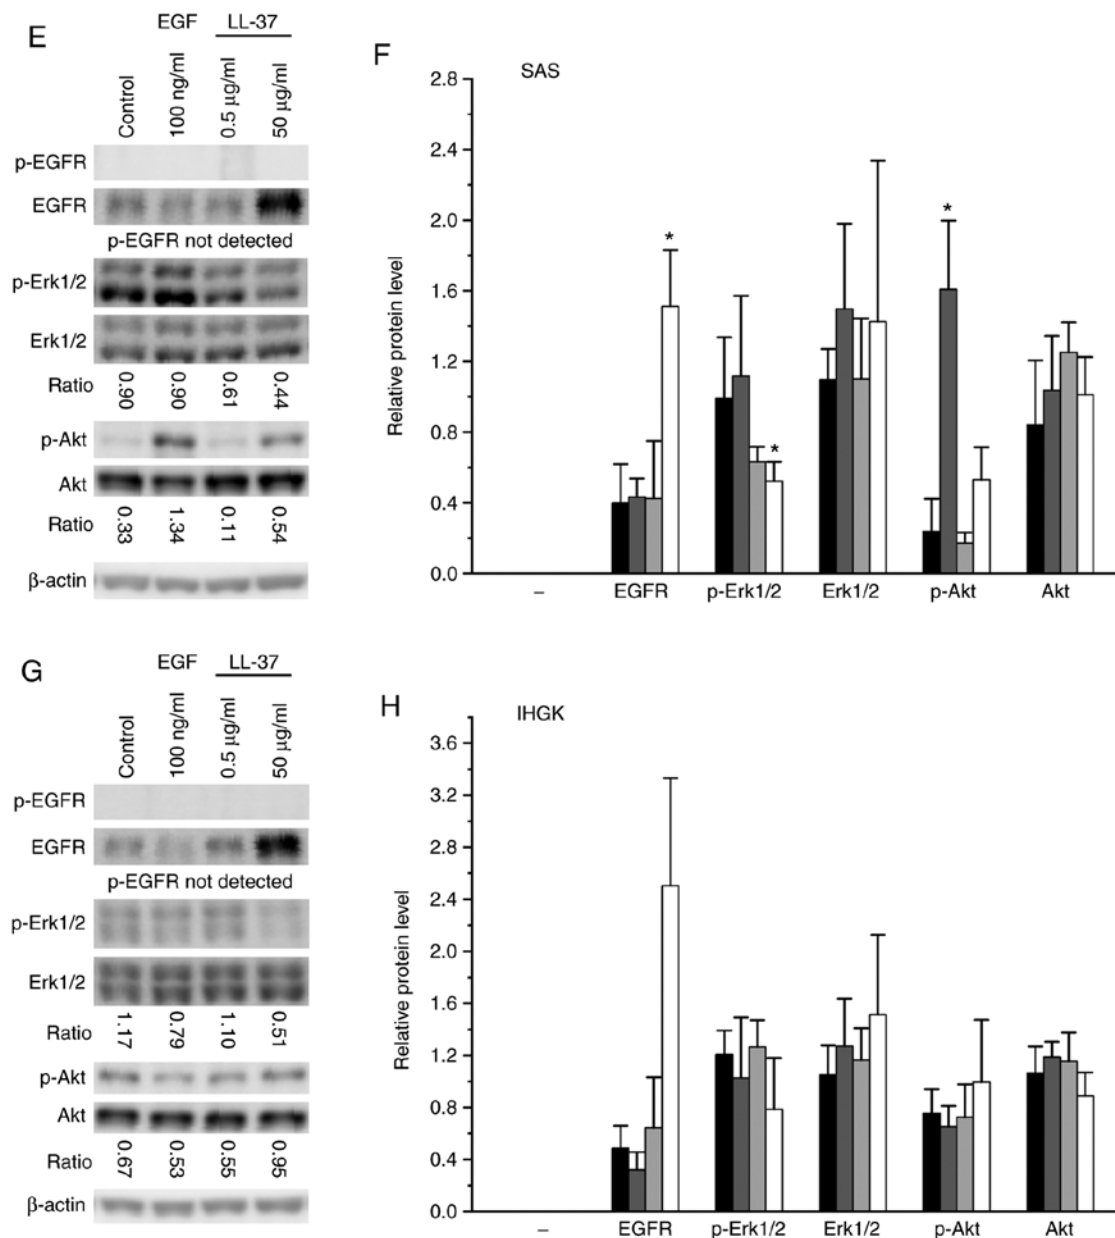 E
EGF LL-37
Control
100 ng/ml
0.5 µg/ml
50 µg/ml
p-EGFR
EGFR
p-EGFR not detected
p-Erk1/2
Erk1/2
Ratio 0.90 0.90 0.61 0.44
p-Akt
Akt
Ratio 0.33 1.34 0.11 0.54
β-actin
F
SAS
Relative protein level
2.8
2.4
2.0
1.6
1.2
0.8
0.4
0.0
*
*
*
– EGFR p-Erk1/2 Erk1/2 p-Akt Akt
G
EGF LL-37
Control
100 ng/ml
0.5 µg/ml
50 µg/ml
p-EGFR
EGFR
p-EGFR not detected
p-Erk1/2
Erk1/2
Ratio 1.17 0.79 1.10 0.51
p-Akt
Akt
Ratio 0.67 0.53 0.55 0.95
β-actin
H
IHGK
Relative protein level
3.6
3.2
2.8
2.4
2.0
1.6
1.2
0.8
0.4
0.0
– EGFR p-Erk1/2 Erk1/2 p-Akt Akt